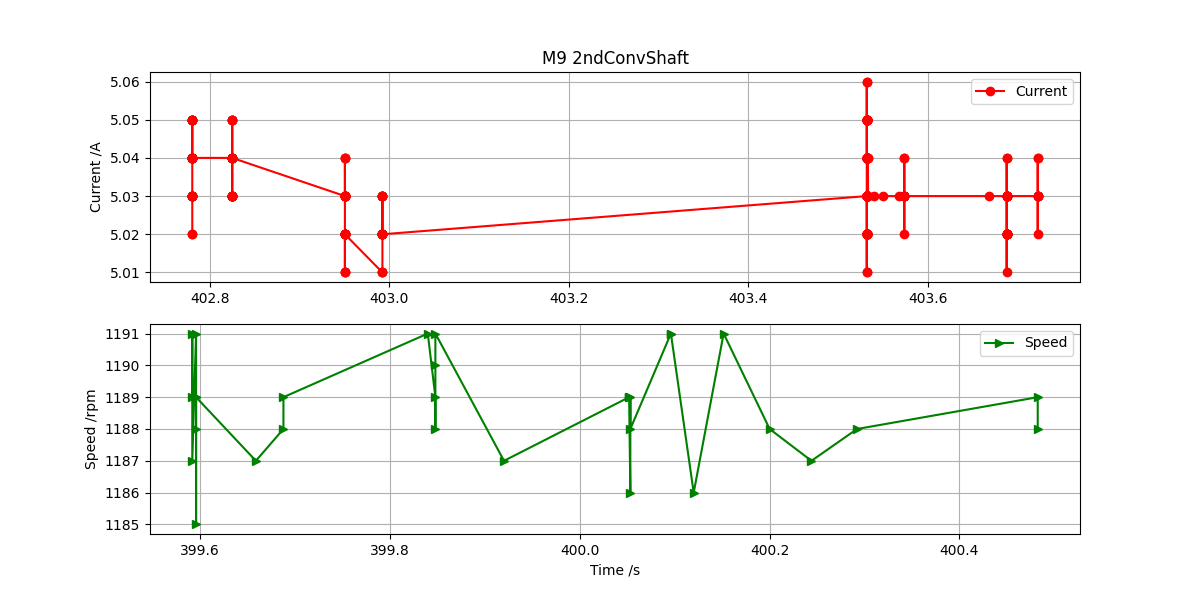 M9 2ndConvShaft
Current /A
5.06
5.05
5.04
5.03
5.02
5.01
Current
402.8 403.0 403.2 403.4 403.6
Speed /rpm
1191
1190
1189
1188
1187
1186
1185
Speed
399.6 399.8 400.0 400.2 400.4
Time /s